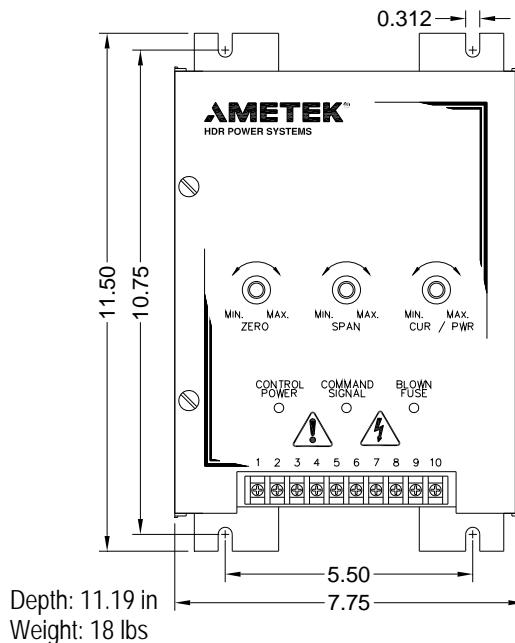 0.312
AMETEK®
HDR POWER SYSTEMS
11.50
10.75
MIN. MAX.
ZERO
MIN. MAX.
SPAN
MIN. MAX.
CUR / PWR
CONTROL
POWER
COMMAND
SIGNAL
BLOWN
FUSE
1 2 3 4 5 6 7 8 9 10
5.50
7.75
Depth: 11.19 in
Weight: 18 lbs